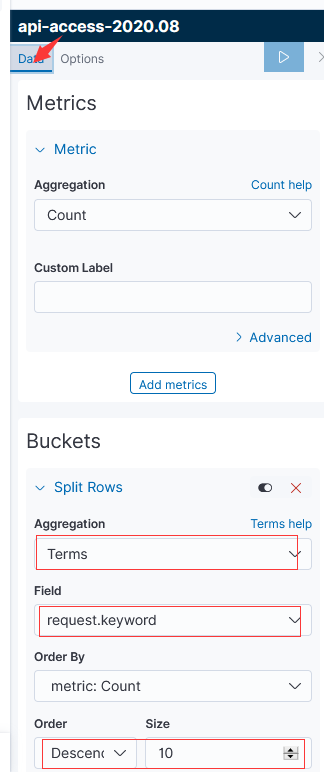 api-access-2020.08
Data Options
Metrics
Metric
Aggregation Count help
Count
Custom Label
Advanced
Add metrics
Buckets
Split Rows
Aggregation Terms help
Terms
Field
request.keyword
Order By
metric: Count
Order Size
Descenc 10